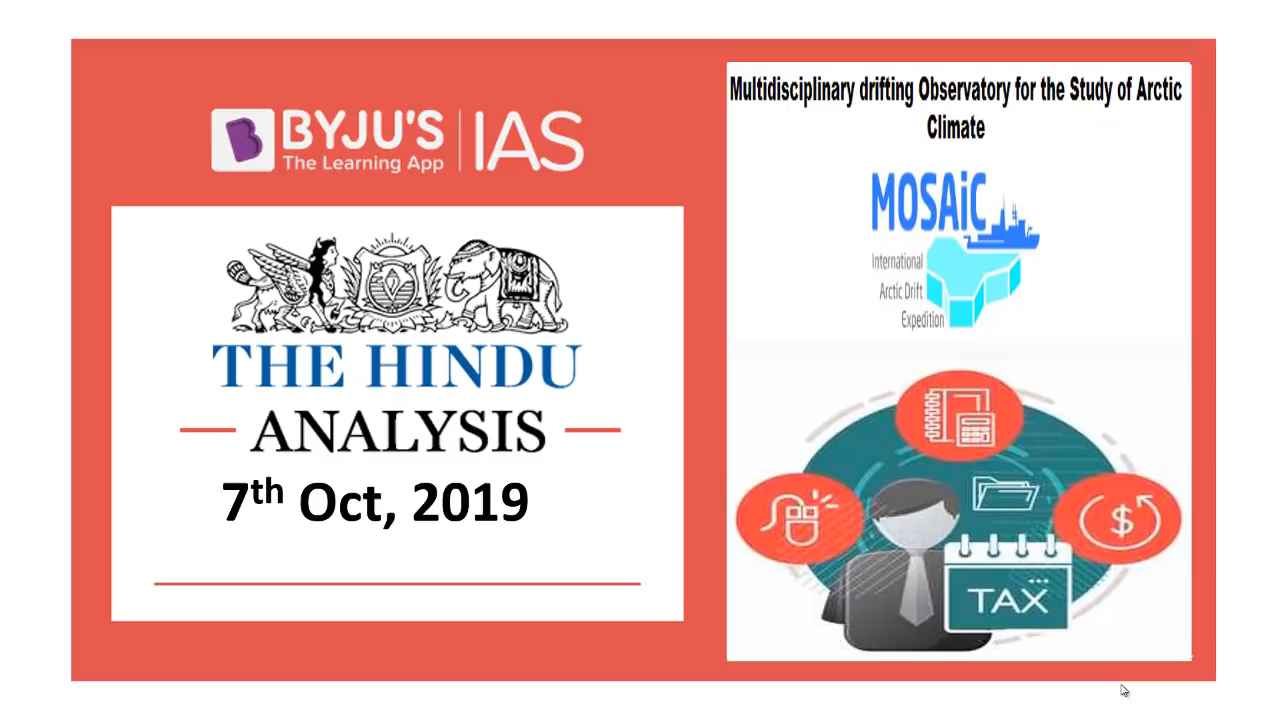 BYJU'S
The Learning App
IAS
THE HINDU
ANALYSIS
7th Oct, 2019
Multidisciplinary drifting Observatory for the Study of Arctic
Climate
MOSAiC
International
Arctic Drift
Expedition
$
TAX